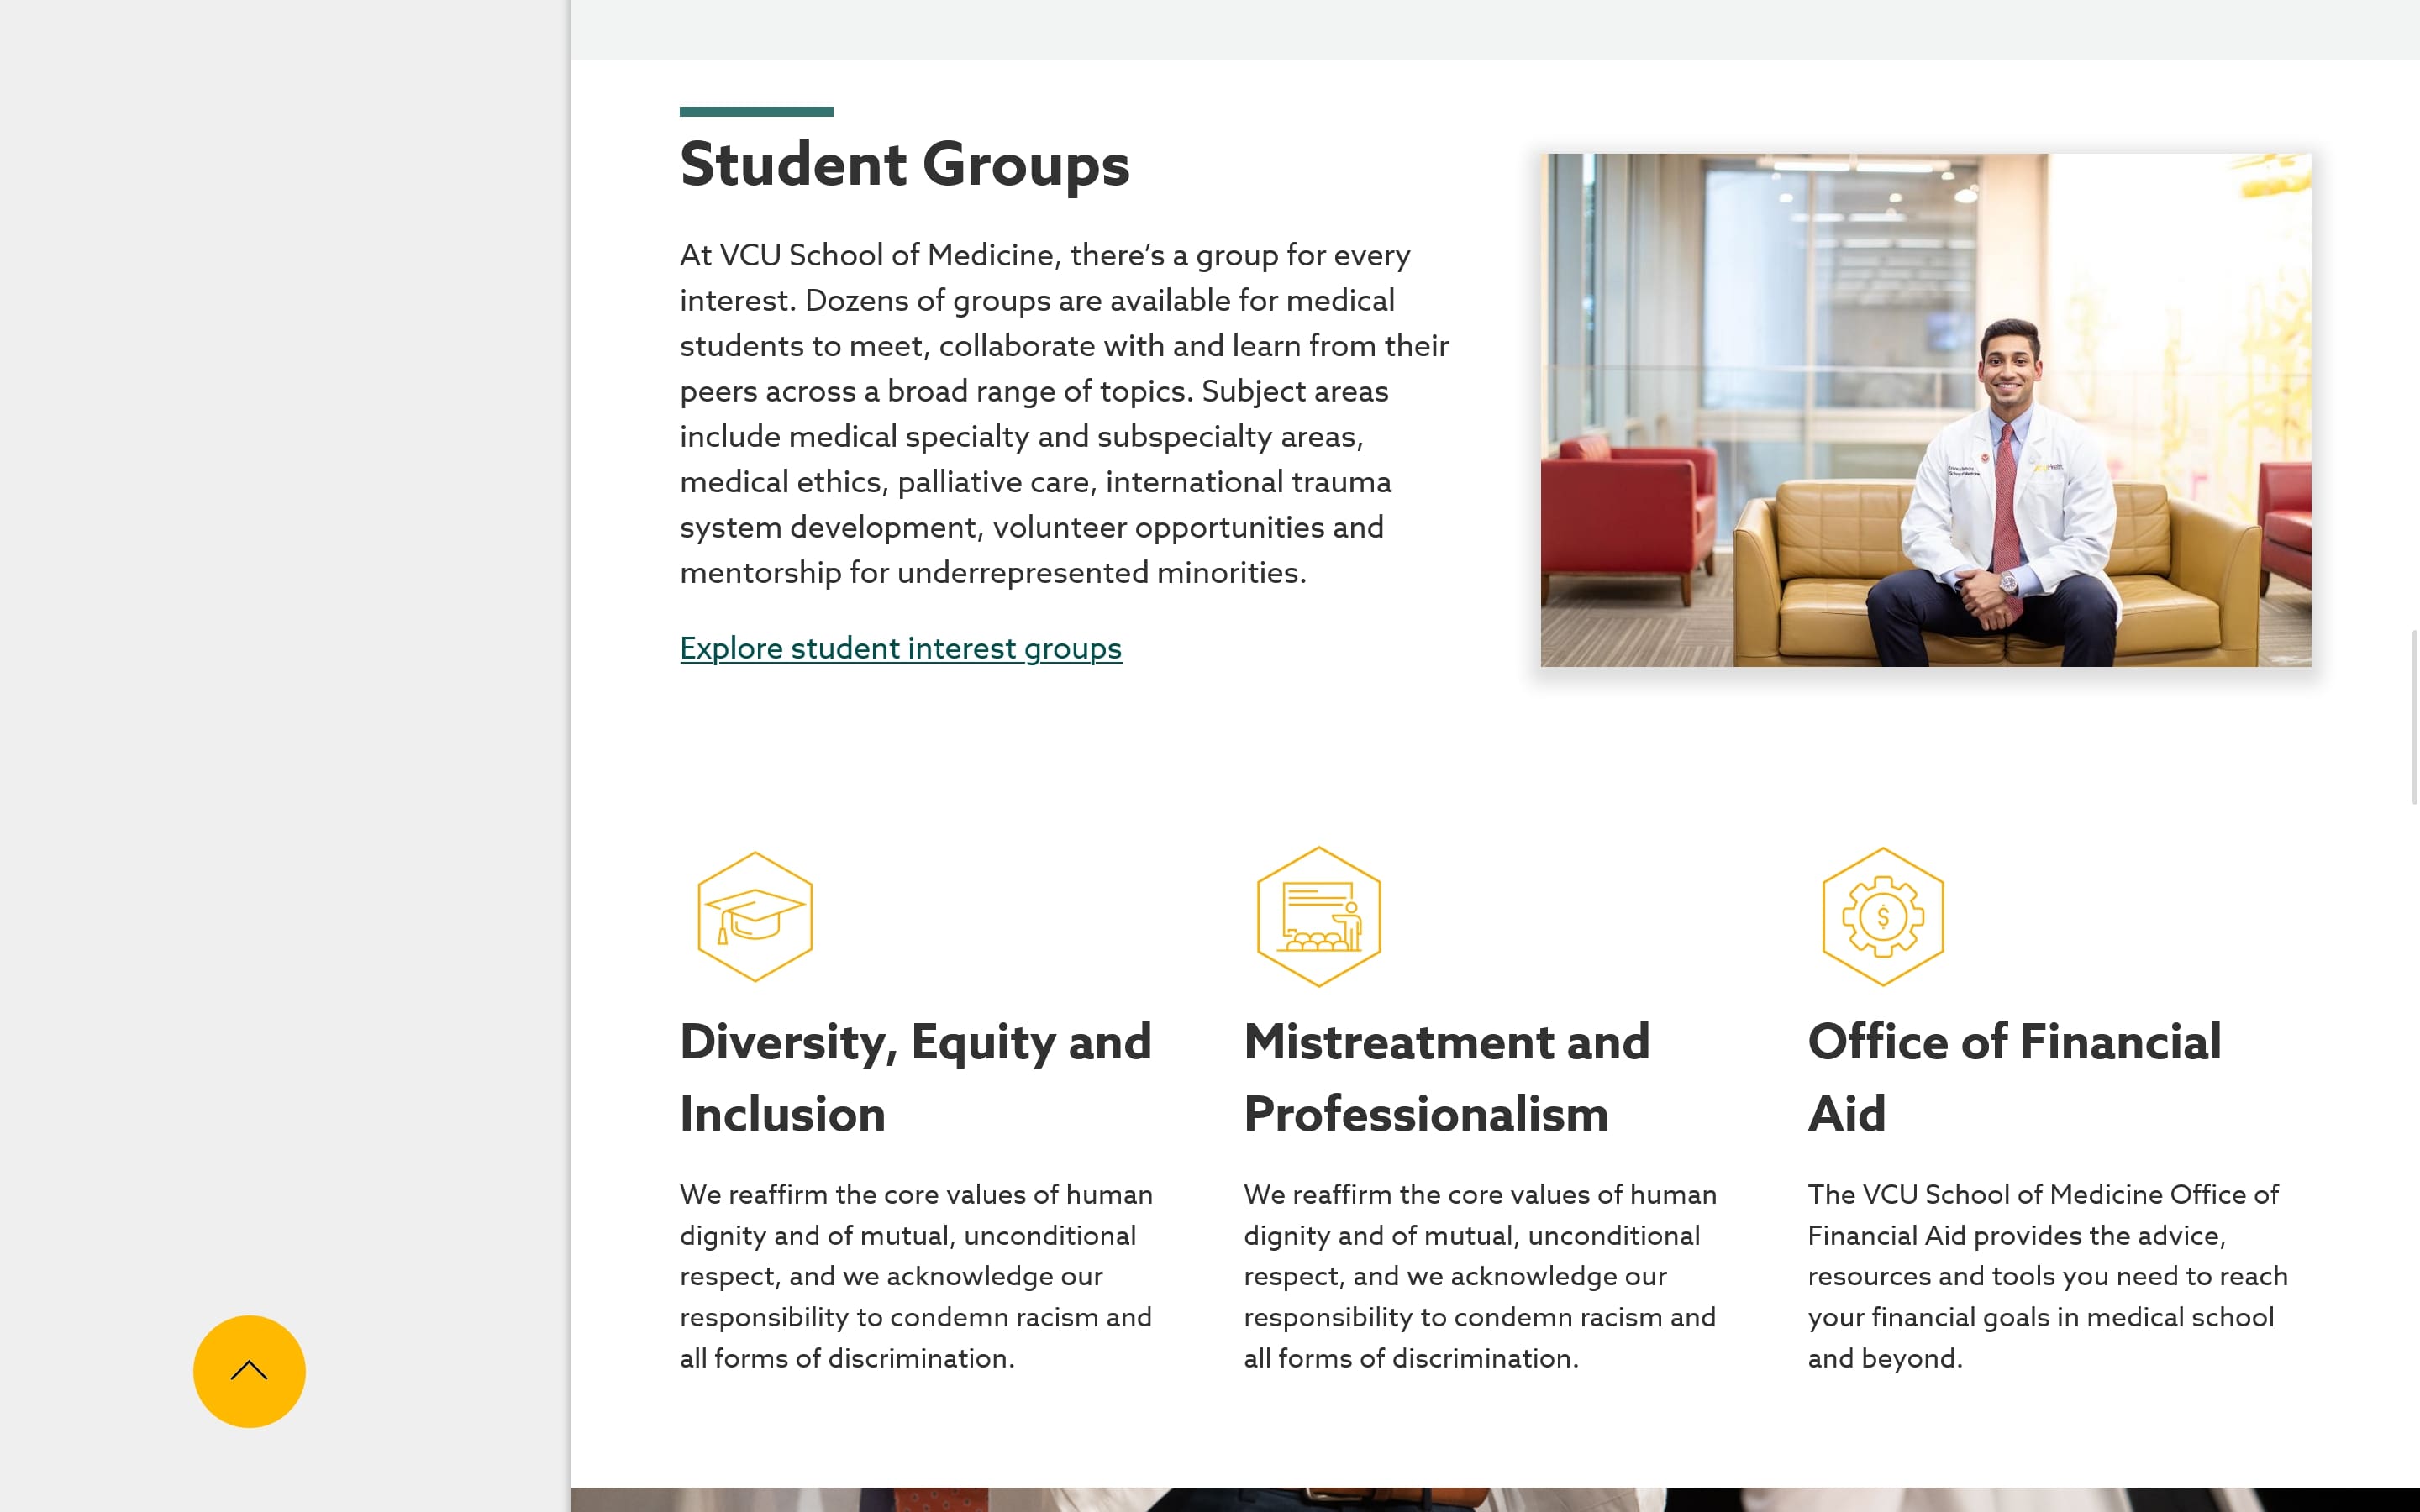 Student Groups
At VCU School of Medicine, there’s a group for every
interest. Dozens of groups are available for medical
students to meet, collaborate with and learn from their
peers across a broad range of topics. Subject areas
include medical specialty and subspecialty areas,
medical ethics, palliative care, international trauma
system development, volunteer opportunities and
mentorship for underrepresented minorities.
Explore student interest groups
$
Diversity, Equity and
Inclusion
We reaffirm the core values of human
dignity and of mutual, unconditional
respect, and we acknowledge our
responsibility to condemn racism and
all forms of discrimination.
Mistreatment and
Professionalism
We reaffirm the core values of human
dignity and of mutual, unconditional
respect, and we acknowledge our
responsibility to condemn racism and
all forms of discrimination.
Office of Financial
Aid
The VCU School of Medicine Office of
Financial Aid provides the advice,
resources and tools you need to reach
your financial goals in medical school
and beyond.